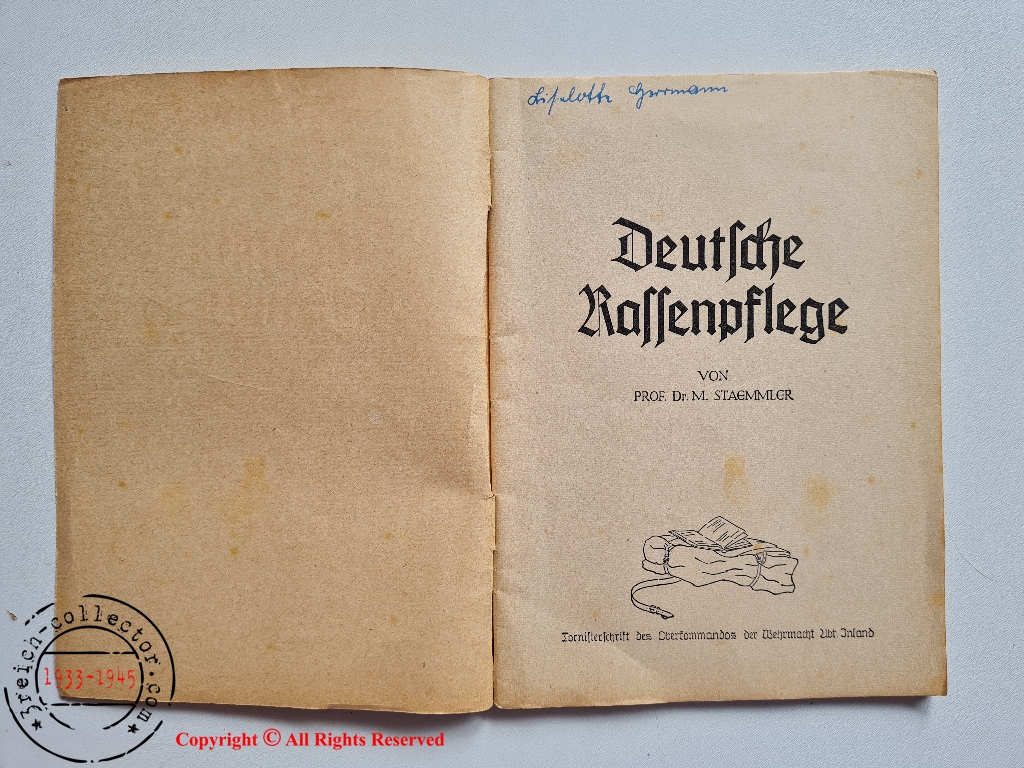 Liselotte Herrmann
Deutsche
Rassenpflege
VON
PROF. Dr. M. STAEMMLER
Tornisterschrift des Oberkommandos der Wehrmacht Abt. Inland
3reich-collector.com
1933-1945
Copyright © All Rights Reserved